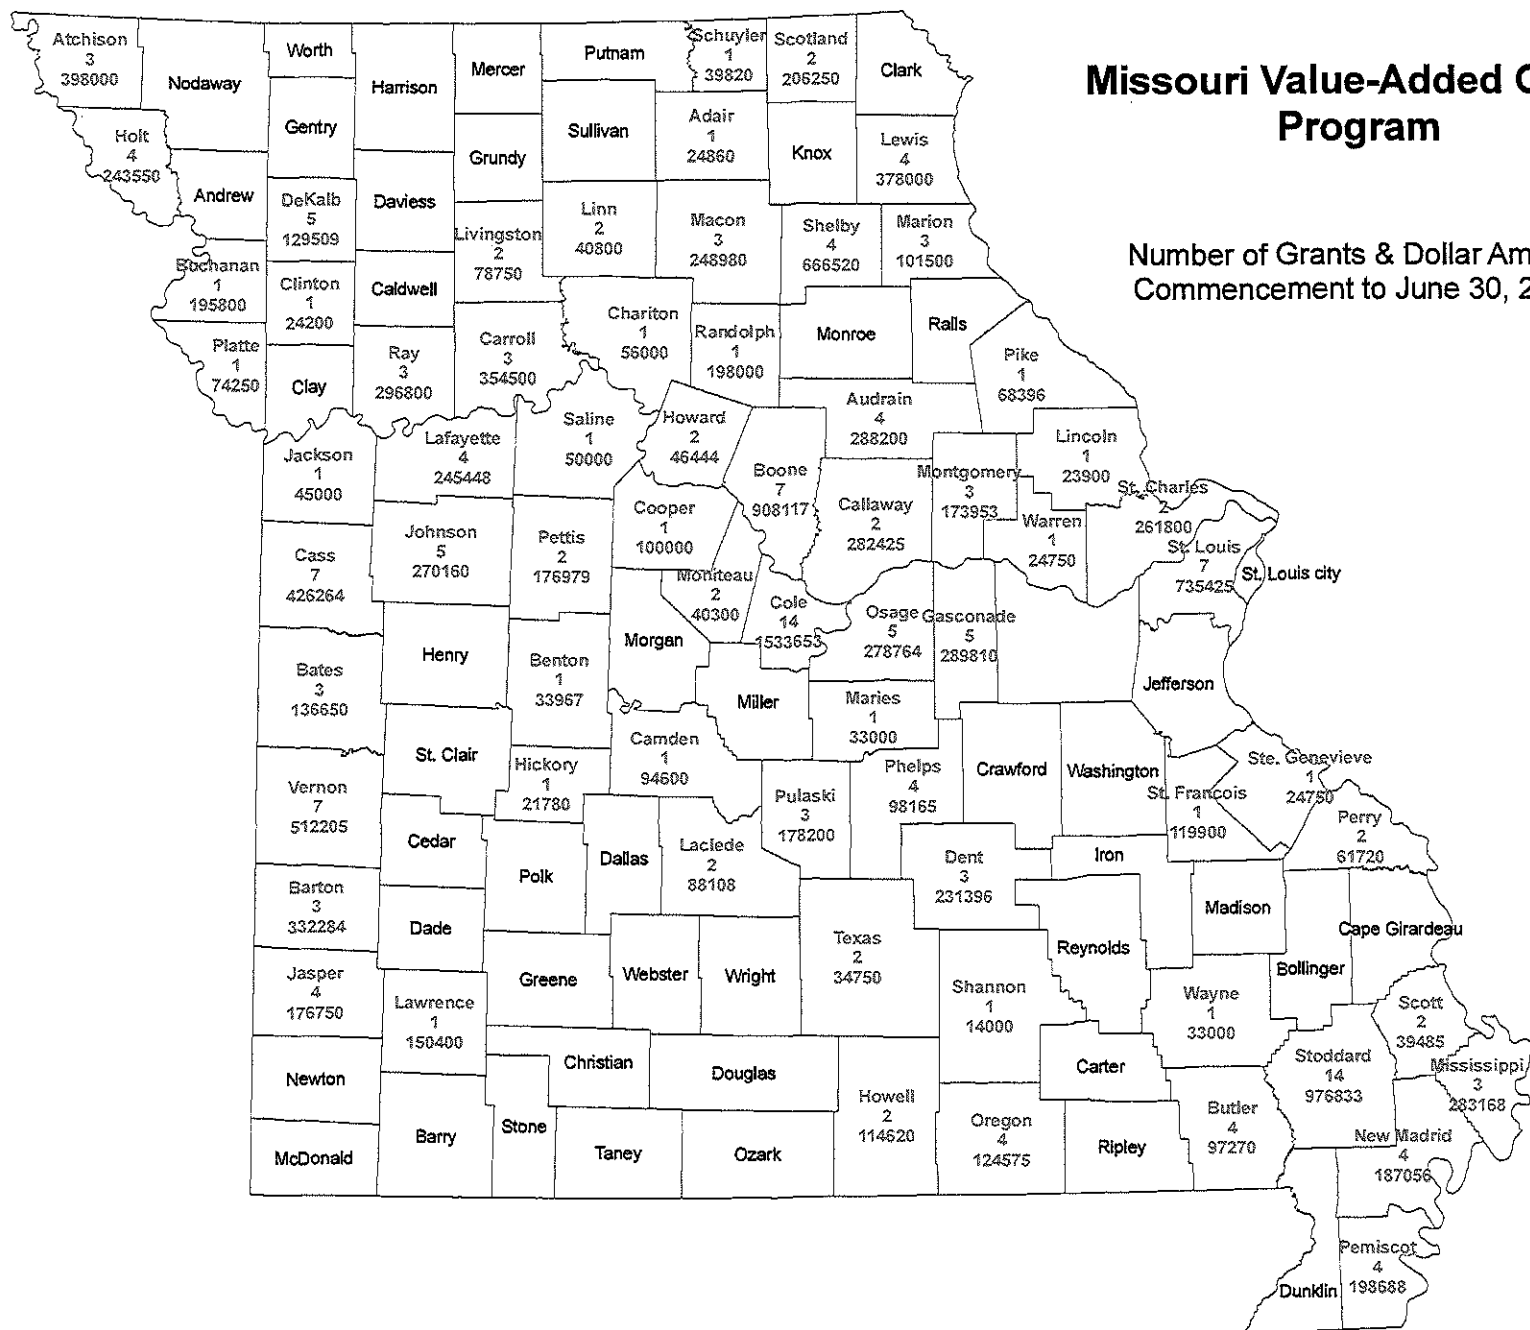 Missouri Value-Added
Program
Number of Grants & Dollar
Commencement to June 30,
Atchison
3
398000
Nodaway
Worth
Harrison
Mercer
Putnam
Schuyler
1
39820
Scotland
2
206250
Clark
Holt
4
243550
Gentry
Sullivan
Adair
1
24860
Knox
Lewis
4
378000
Andrew
DeKalb
5
129509
Daviess
Grundy
Livingston
2
78750
Linn
2
40800
Macon
3
248980
Shelby
4
666520
Marion
3
101500
Buchanan
1
195800
Clinton
1
24200
Caldwell
Chariton
1
56000
Randolph
1
198000
Monroe
Ralls
Platte
1
74250
Clay
Ray
3
296800
Carroll
3
354500
Pike
1
68396
Audrain
4
288200
Jackson
1
45000
Lafayette
4
245448
Saline
1
50000
Howard
2
46444
Boone
7
908117
Callaway
2
282425
Montgomery
3
173953
Lincoln
1
23900
St. Charles
2
261800
Warren
1
24750
St. Louis
7
735425
St. Louis city
Cass
7
426264
Johnson
5
270160
Pettis
2
176979
Cooper
1
100000
Moniteau
2
40300
Cole
14
1533653
Osage
5
278764
Gasconade
5
289810
Bates
3
136650
Henry
Benton
1
33967
Morgan
Miller
Maries
1
33000
Jefferson
St. Clair
Hickory
1
21780
Camden
1
94600
Vernon
7
512205
Pulaski
3
178200
Phelps
4
98165
Crawford
Washington
Ste. Genevieve
1
24750
St. Francois
1
119900
Perry
2
61720
Cedar
Polk
Dallas
Laclede
2
88108
Dent
3
231396
Iron
Barton
3
332284
Dade
Madison
Cape Girardeau
Bollinger
Jasper
4
176750
Lawrence
1
150400
Greene
Webster
Wright
Texas
2
34750
Shannon
1
14000
Reynolds
Wayne
1
33000
Scott
2
39485
Newton
Christian
Douglas
Carter
Stoddard
14
976833
Mississippi
3
283168
McDonald
Barry
Stone
Taney
Ozark
Howell
2
114620
Oregon
4
124575
Ripley
Butler
4
97270
New Madrid
4
187056
Pemiscot
4
198688
Dunklin